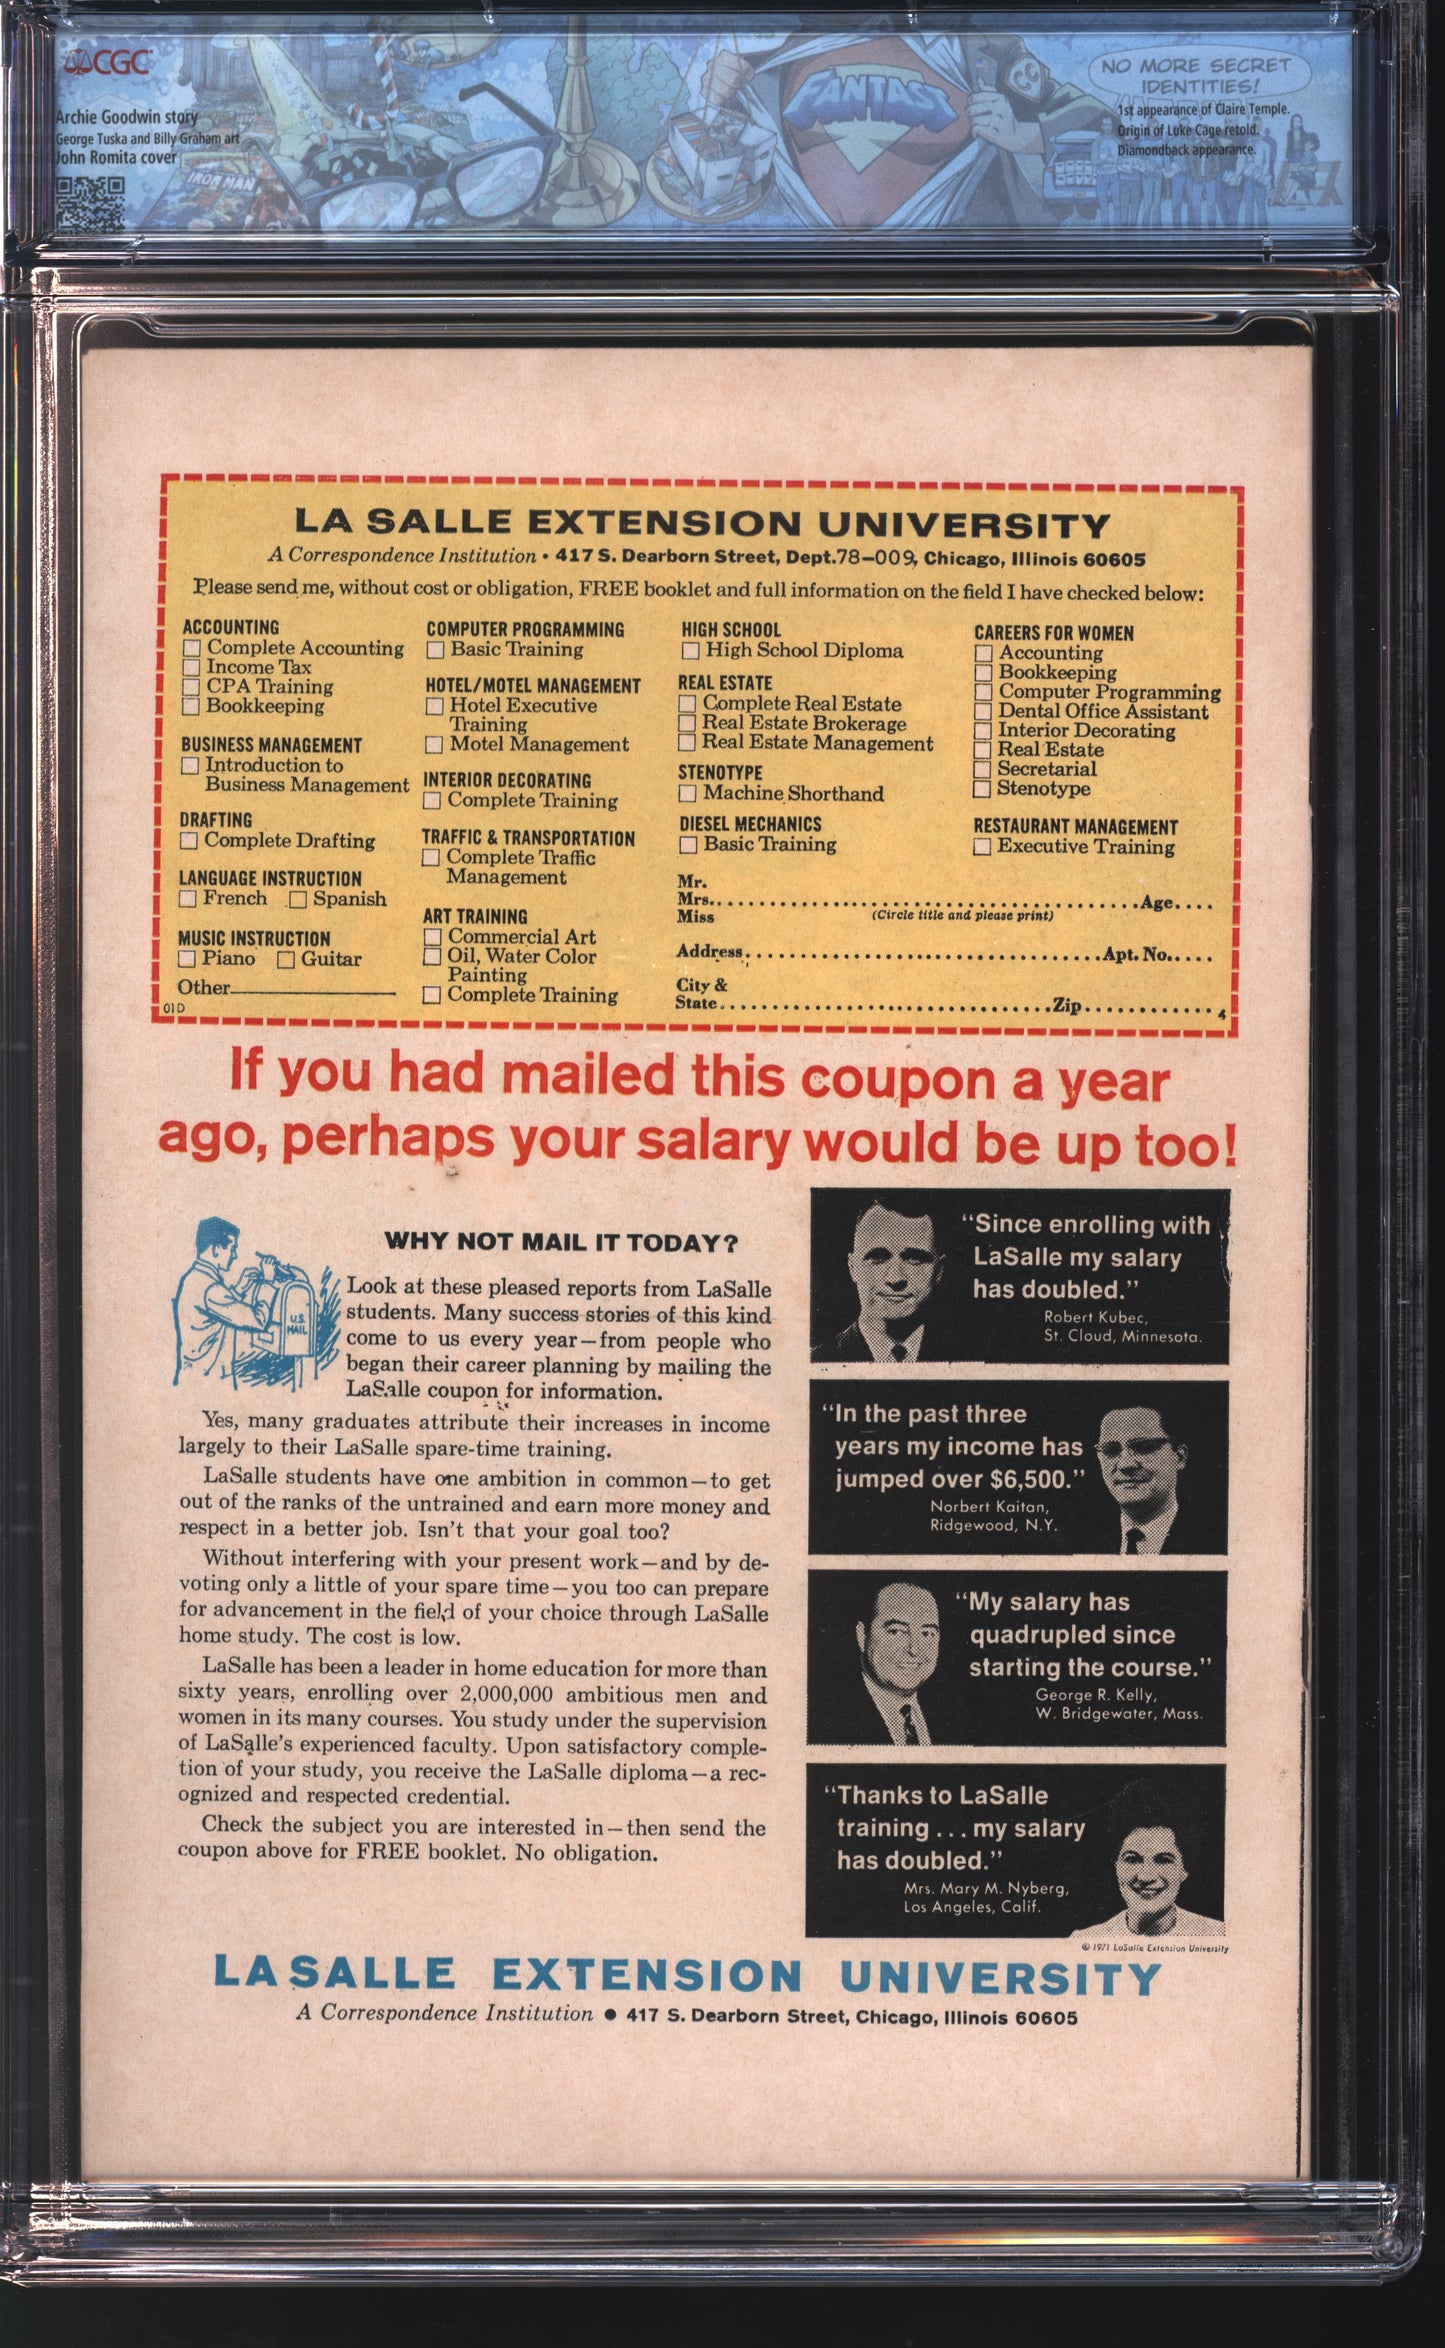 CGC
Archie Goodwin story
George Tuska and Billy Graham art
John Romita cover
IRON MAN
FANTAST
NO MORE SECRET
IDENTITIES!
1st appearance of Claire Temple.
Origin of Luke Cage retold.
Diamondback appearance.
LA SALLE EXTENSION UNIVERSITY
A Correspondence Institution • 417 S. Dearborn Street, Dept.78-009, Chicago, Illinois 60605
Please send me, without cost or obligation, FREE booklet and full information on the field I have checked below:
ACCOUNTING
Complete Accounting
Income Tax
CPA Training
Bookkeeping
BUSINESS MANAGEMENT
Introduction to
Business Management
DRAFTING
Complete Drafting
LANGUAGE INSTRUCTION
French Spanish
MUSIC INSTRUCTION
Piano Guitar
Other
01D
COMPUTER PROGRAMMING
Basic Training
HOTEL/MOTEL MANAGEMENT
Hotel Executive
Training
Motel Management
INTERIOR DECORATING
Complete Training
TRAFFIC & TRANSPORTATION
Complete Traffic
Management
ART TRAINING
Commercial Art
Oil, Water Color
Painting
Complete Training
HIGH SCHOOL
High School Diploma
REAL ESTATE
Complete Real Estate
Real Estate Brokerage
Real Estate Management
STENOTYPE
Machine Shorthand
DIESEL MECHANICS
Basic Training
CAREERS FOR WOMEN
Accounting
Bookkeeping
Computer Programming
Dental Office Assistant
Interior Decorating
Real Estate
Secretarial
Stenotype
RESTAURANT MANAGEMENT
Executive Training
Mr.
Mrs. Age
Miss (Circle title and please print)
Address Apt. No.
City &
State Zip
4
If you had mailed this coupon a year
ago, perhaps your salary would be up too!
WHY NOT MAIL IT TODAY?
U.S.
MAIL
Look at these pleased reports from LaSalle
students. Many success stories of this kind
come to us every year—from people who
began their career planning by mailing the
LaSalle coupon for information.
Yes, many graduates attribute their increases in income
largely to their LaSalle spare-time training.
LaSalle students have one ambition in common—to get
out of the ranks of the untrained and earn more money and
respect in a better job. Isn't that your goal too?
Without interfering with your present work—and by de-
voting only a little of your spare time—you too can prepare
for advancement in the field of your choice through LaSalle
home study. The cost is low.
LaSalle has been a leader in home education for more than
sixty years, enrolling over 2,000,000 ambitious men and
women in its many courses. You study under the supervision
of LaSalle's experienced faculty. Upon satisfactory comple-
tion of your study, you receive the LaSalle diploma—a rec-
ognized and respected credential.
Check the subject you are interested in—then send the
coupon above for FREE booklet. No obligation.
"Since enrolling with
LaSalle my salary
has doubled."
Robert Kubec,
St. Cloud, Minnesota.
"In the past three
years my income has
jumped over $6,500."
Norbert Kaitan,
Ridgewood, N.Y.
"My salary has
quadrupled since
starting the course."
George R. Kelly,
W. Bridgewater, Mass.
"Thanks to LaSalle
training . . . my salary
has doubled."
Mrs. Mary M. Nyberg,
Los Angeles, Calif.
© 1971 LaSalle Extension University
LASALLE EXTENSION UNIVERSITY
A Correspondence Institution ● 417 S. Dearborn Street, Chicago, Illinois 60605